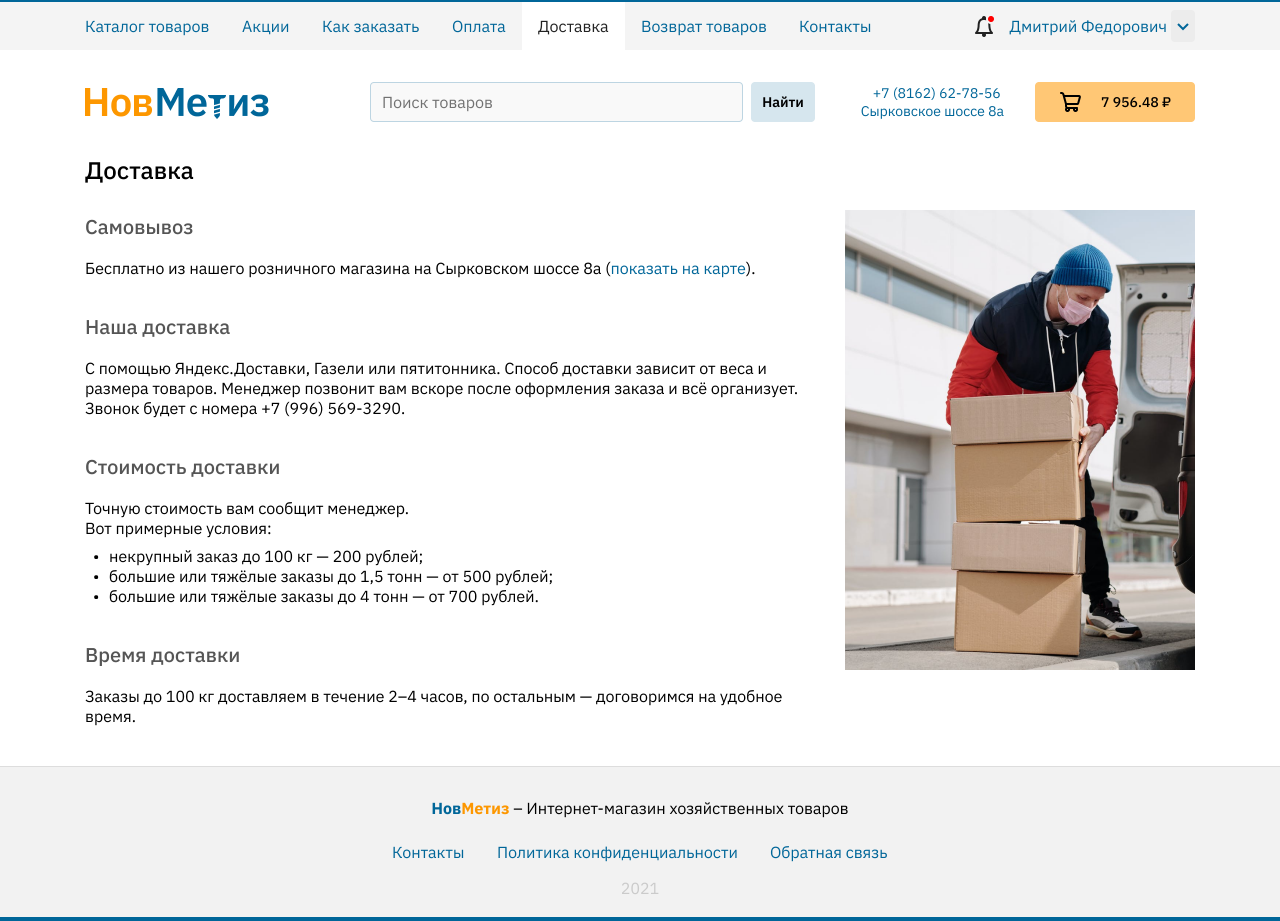 Каталог товаров Акции Как заказать Оплата Доставка Возврат товаров Контакты Дмитрий Федорович
НовМетиз Поиск товаров Найти +7 (8162) 62-78-56 7 956.48 ₽
Сырковское шоссе 8а
Доставка
Самовывоз
Бесплатно из нашего розничного магазина на Сырковском шоссе 8а (показать на карте).
Наша доставка
С помощью Яндекс.Доставки, Газели или пятитонника. Способ доставки зависит от веса и
размера товаров. Менеджер позвонит вам вскоре после оформления заказа и всё организует.
Звонок будет с номера +7 (996) 569-3290.
Стоимость доставки
Точную стоимость вам сообщит менеджер.
Вот примерные условия:
• некрупный заказ до 100 кг — 200 рублей;
• большие или тяжёлые заказы до 1,5 тонн — от 500 рублей;
• большие или тяжёлые заказы до 4 тонн — от 700 рублей.
Время доставки
Заказы до 100 кг доставляем в течение 2–4 часов, по остальным — договоримся на удобное
время.
НовМетиз – Интернет-магазин хозяйственных товаров
Контакты Политика конфиденциальности Обратная связь
2021